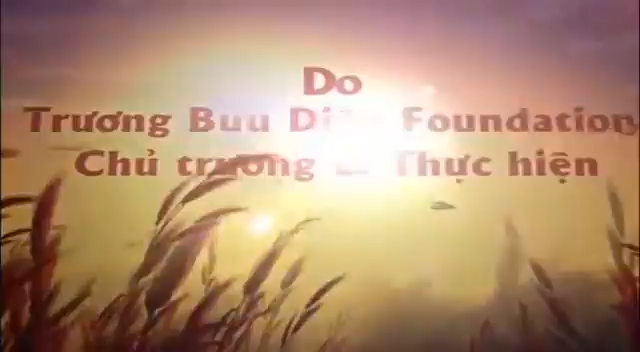 Do
Trương Buu Foundation
Chủ trương Thực hiện